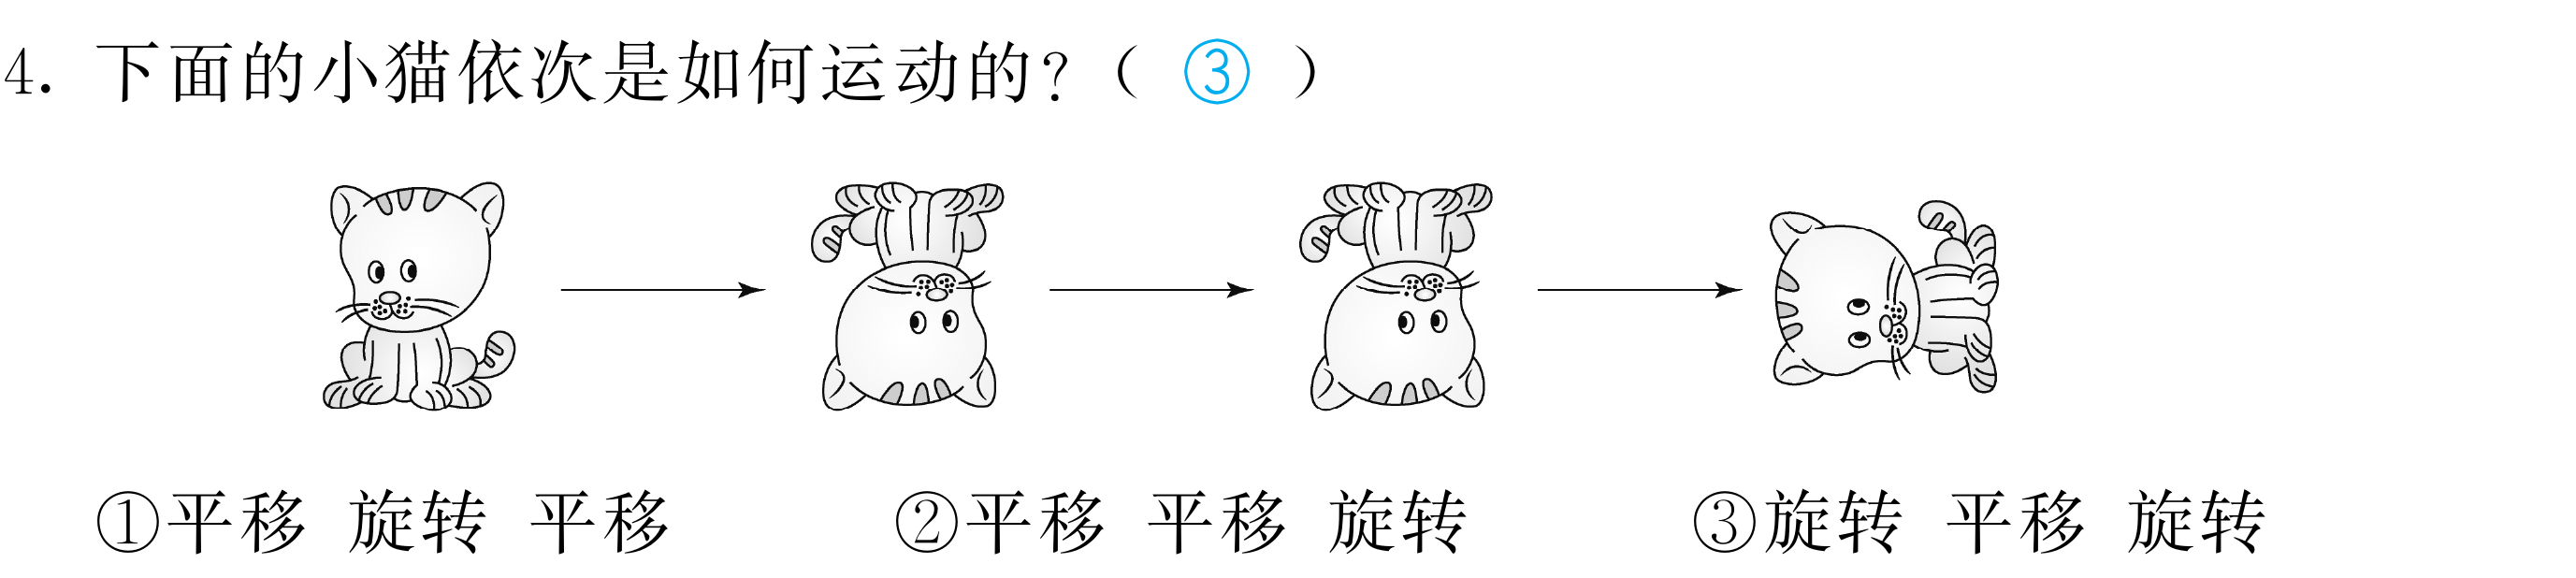 4. 下面的小猫依次是如何运动的?( ③ )
①平移 旋转 平移 ②平移 平移 旋转 ③旋转 平移 旋转